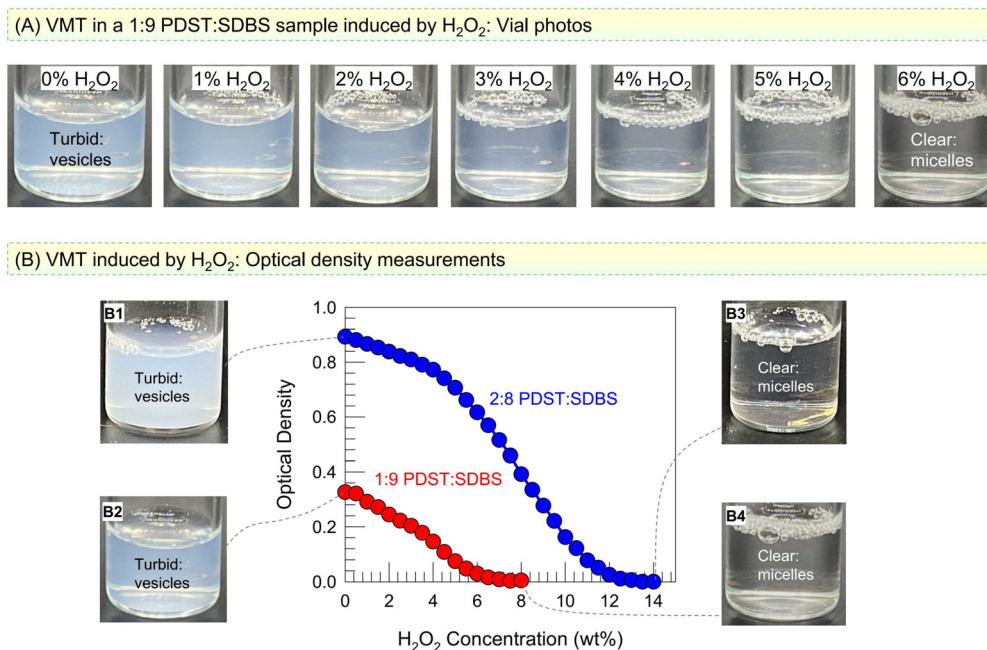 (A) VMT in a 1:9 PDST:SDBS sample induced by H₂O₂: Vial photos
0% H₂O₂
1% H₂O₂
2% H₂O₂
3% H₂O₂
4% H₂O₂
5% H₂O₂
6% H₂O₂
Turbid:
vesicles
Clear:
micelles
(B) VMT induced by H₂O₂: Optical density measurements
B1
Turbid:
vesicles
B2
Turbid:
vesicles
Optical Density
1.0
0.8
0.6
0.4
0.2
0.0
2:8 PDST:SDBS
1:9 PDST:SDBS
0 2 4 6 8 10 12 14
H₂O₂ Concentration (wt%)
B3
Clear:
micelles
B4
Clear:
micelles